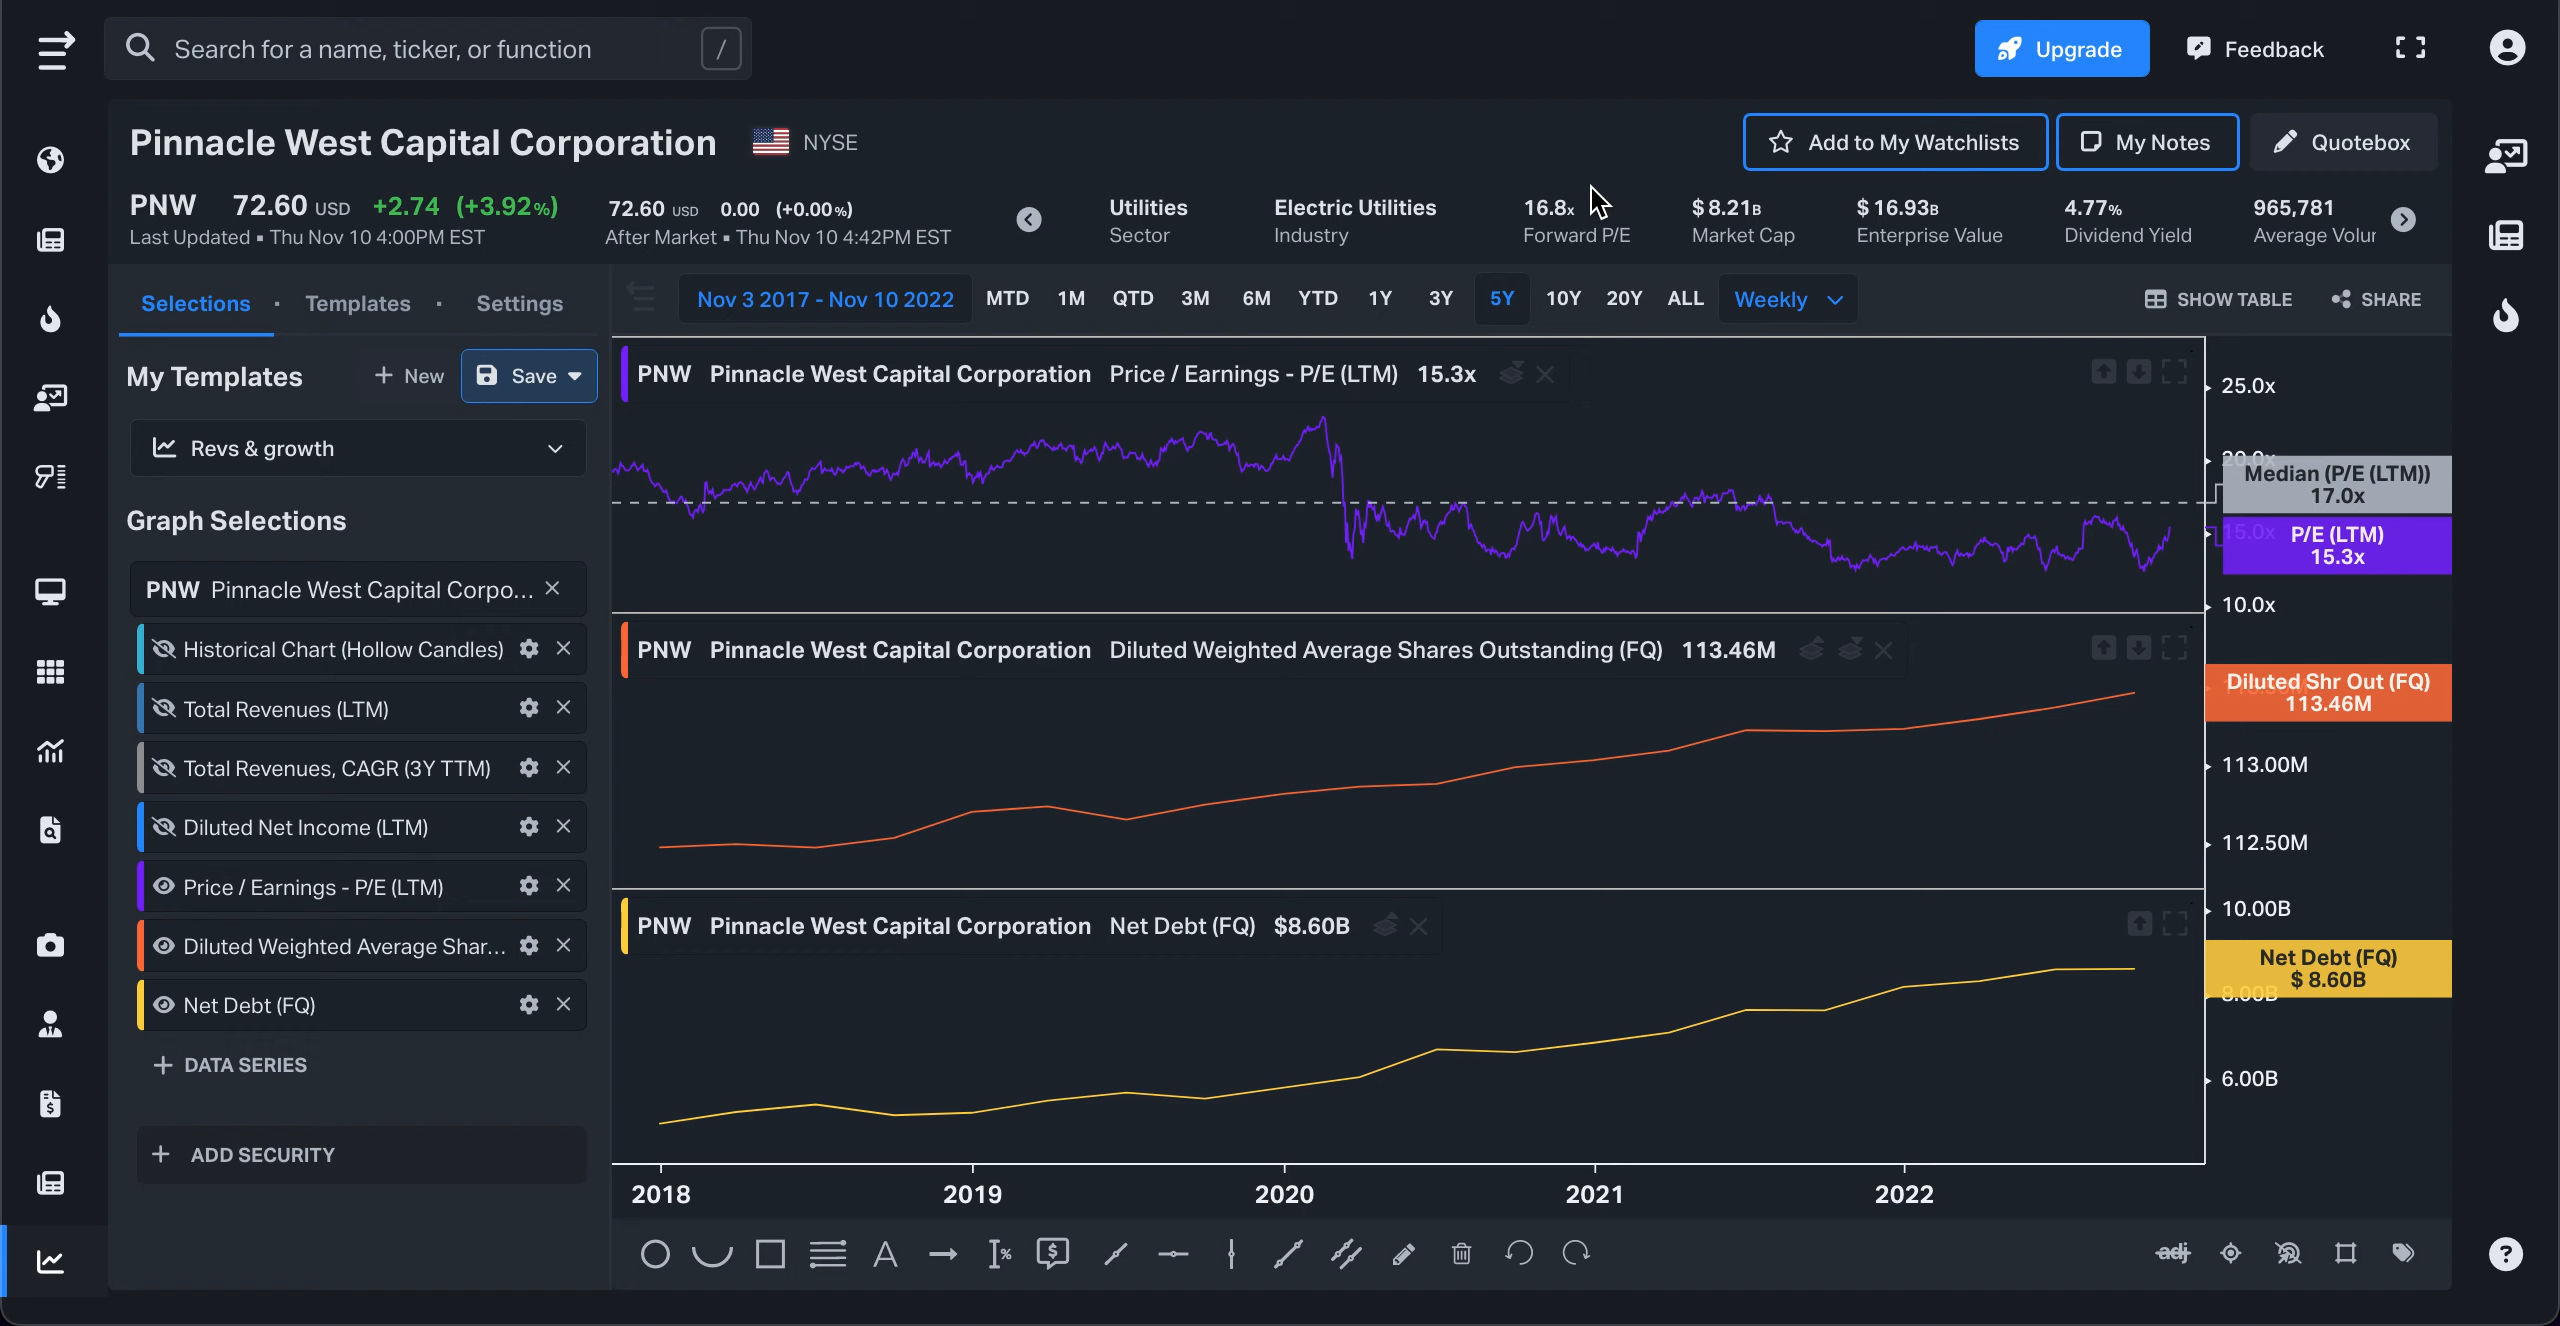 Search for a name, ticker, or function /
Upgrade
Feedback
Pinnacle West Capital Corporation NYSE
Add to My Watchlists
My Notes
Quotebox
PNW 72.60 USD +2.74 (+3.92%)
Last Updated ▪ Thu Nov 10 4:00PM EST
72.60 USD 0.00 (+0.00%)
After Market ▪ Thu Nov 10 4:42PM EST
Utilities
Sector
Electric Utilities
Industry
16.8x
Forward P/E
$8.21B
Market Cap
$16.93B
Enterprise Value
4.77%
Dividend Yield
965,781
Average Volur
Selections · Templates · Settings
Nov 3 2017 - Nov 10 2022 MTD 1M QTD 3M 6M YTD 1Y 3Y 5Y 10Y 20Y ALL Weekly
SHOW TABLE
SHARE
My Templates
+ New
Save
Revs & growth
Graph Selections
PNW Pinnacle West Capital Corpo...
Historical Chart (Hollow Candles)
Total Revenues (LTM)
Total Revenues, CAGR (3Y TTM)
Diluted Net Income (LTM)
Price / Earnings - P/E (LTM)
Diluted Weighted Average Shar...
Net Debt (FQ)
+ DATA SERIES
+ ADD SECURITY
PNW Pinnacle West Capital Corporation Price / Earnings - P/E (LTM) 15.3x
25.0x
20.0x
Median (P/E (LTM))
17.0x
15.0x
P/E (LTM)
15.3x
10.0x
PNW Pinnacle West Capital Corporation Diluted Weighted Average Shares Outstanding (FQ) 113.46M
Diluted Shr Out (FQ)
113.46M
113.00M
112.50M
PNW Pinnacle West Capital Corporation Net Debt (FQ) $8.60B
10.00B
Net Debt (FQ)
$ 8.60B
8.00B
6.00B
2018 2019 2020 2021 2022
A
%
$
adj
?